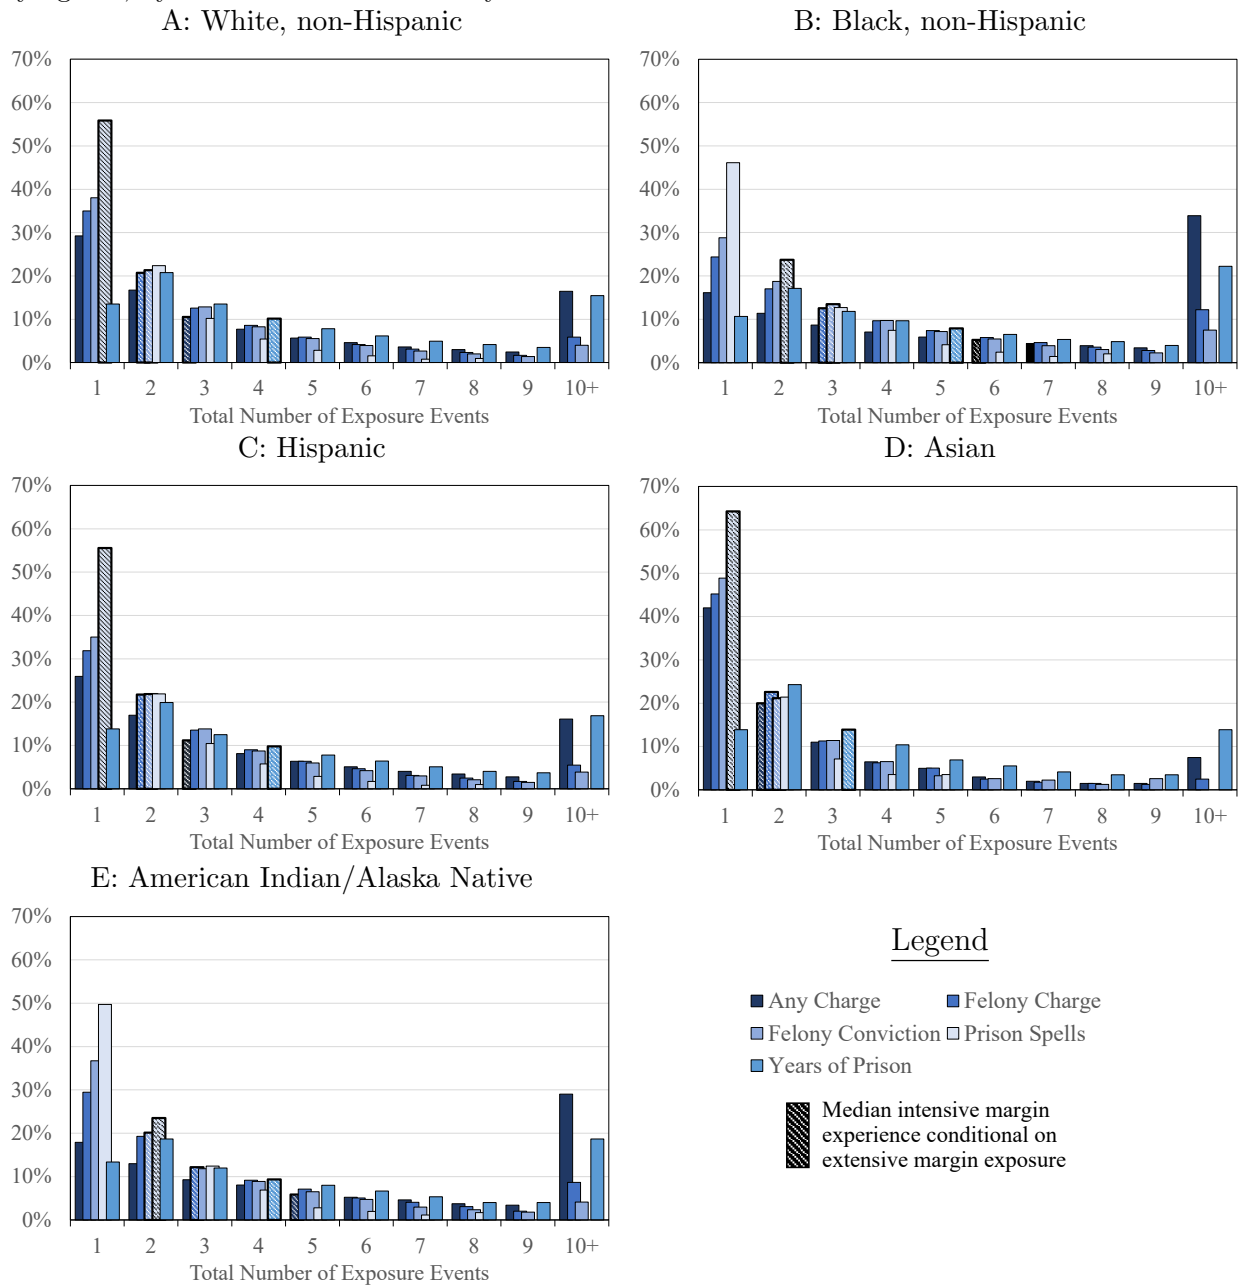 A: White, non-Hispanic
70%
60%
50%
40%
30%
20%
10%
0%
1 2 3 4 5 6 7 8 9 10+
Total Number of Exposure Events
B: Black, non-Hispanic
70%
60%
50%
40%
30%
20%
10%
0%
1 2 3 4 5 6 7 8 9 10+
Total Number of Exposure Events
C: Hispanic
70%
60%
50%
40%
30%
20%
10%
0%
1 2 3 4 5 6 7 8 9 10+
Total Number of Exposure Events
D: Asian
70%
60%
50%
40%
30%
20%
10%
0%
1 2 3 4 5 6 7 8 9 10+
Total Number of Exposure Events
E: American Indian/Alaska Native
70%
60%
50%
40%
30%
20%
10%
0%
1 2 3 4 5 6 7 8 9 10+
Total Number of Exposure Events
Legend
Any Charge Felony Charge
Felony Conviction Prison Spells
Years of Prison
Median intensive margin
experience conditional on
extensive margin exposure